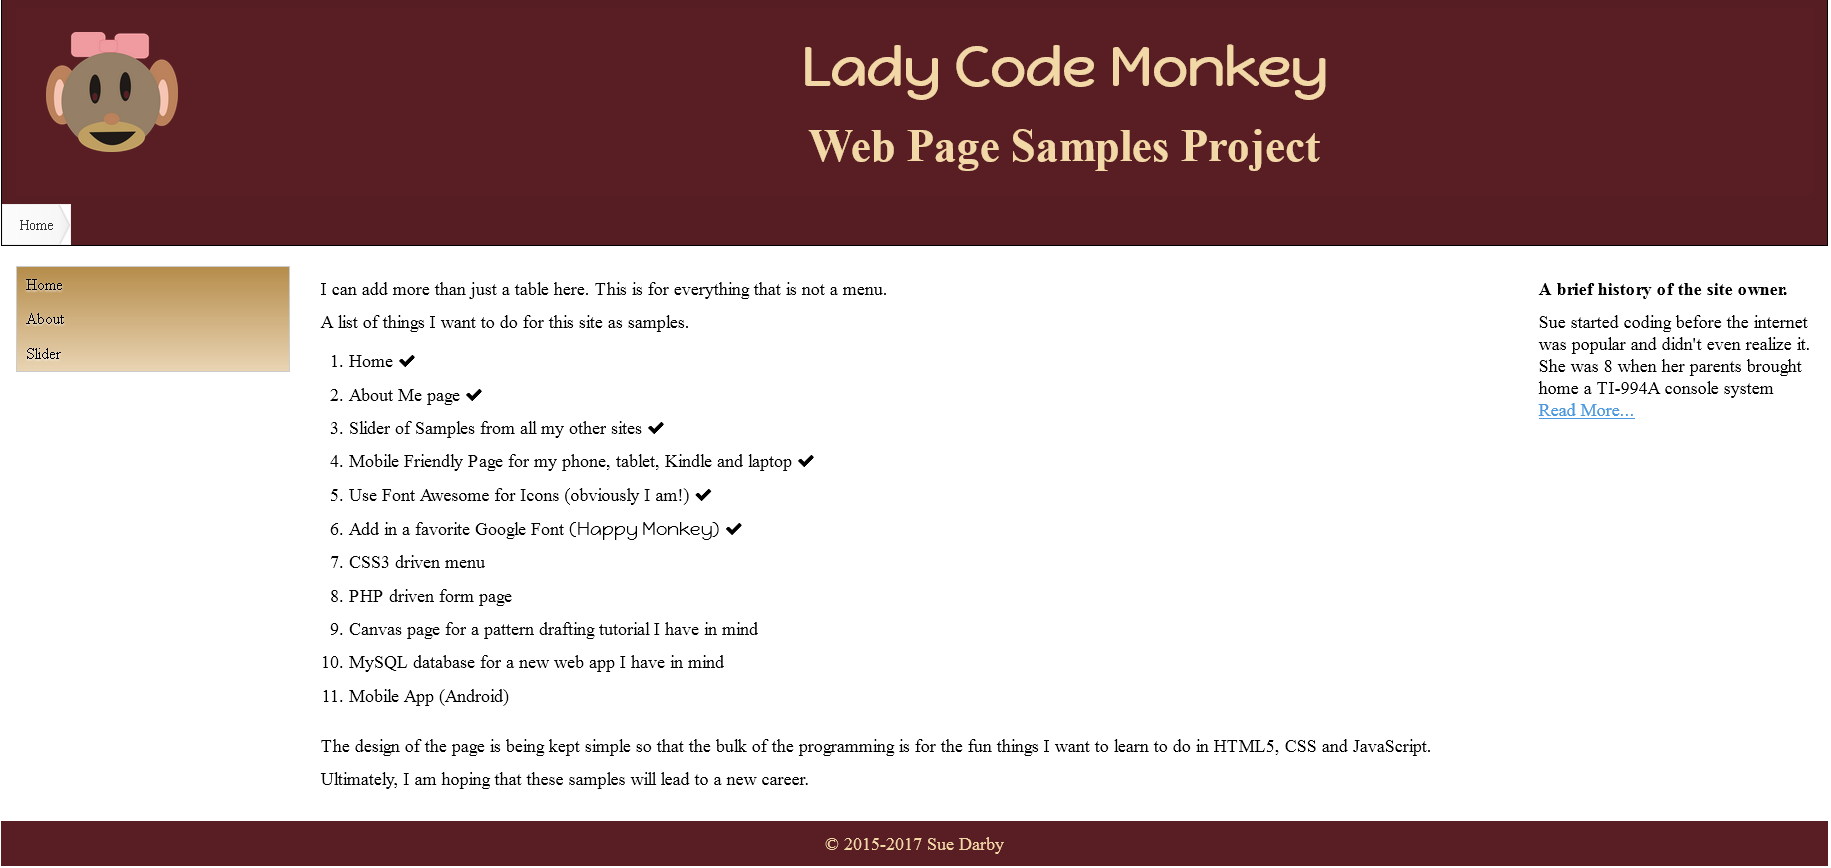 Lady Code Monkey
Web Page Samples Project
Home
Home
About
Slider
I can add more than just a table here. This is for everything that is not a menu.
A list of things I want to do for this site as samples.
1. Home ✔
2. About Me page ✔
3. Slider of Samples from all my other sites ✔
4. Mobile Friendly Page for my phone, tablet, Kindle and laptop ✔
5. Use Font Awesome for Icons (obviously I am!) ✔
6. Add in a favorite Google Font (Happy Monkey) ✔
7. CSS3 driven menu
8. PHP driven form page
9. Canvas page for a pattern drafting tutorial I have in mind
10. MySQL database for a new web app I have in mind
11. Mobile App (Android)
The design of the page is being kept simple so that the bulk of the programming is for the fun things I want to learn to do in HTML5, CSS and JavaScript.
Ultimately, I am hoping that these samples will lead to a new career.
A brief history of the site owner.
Sue started coding before the internet
was popular and didn't even realize it.
She was 8 when her parents brought
home a TI-994A console system
Read More...
© 2015-2017 Sue Darby